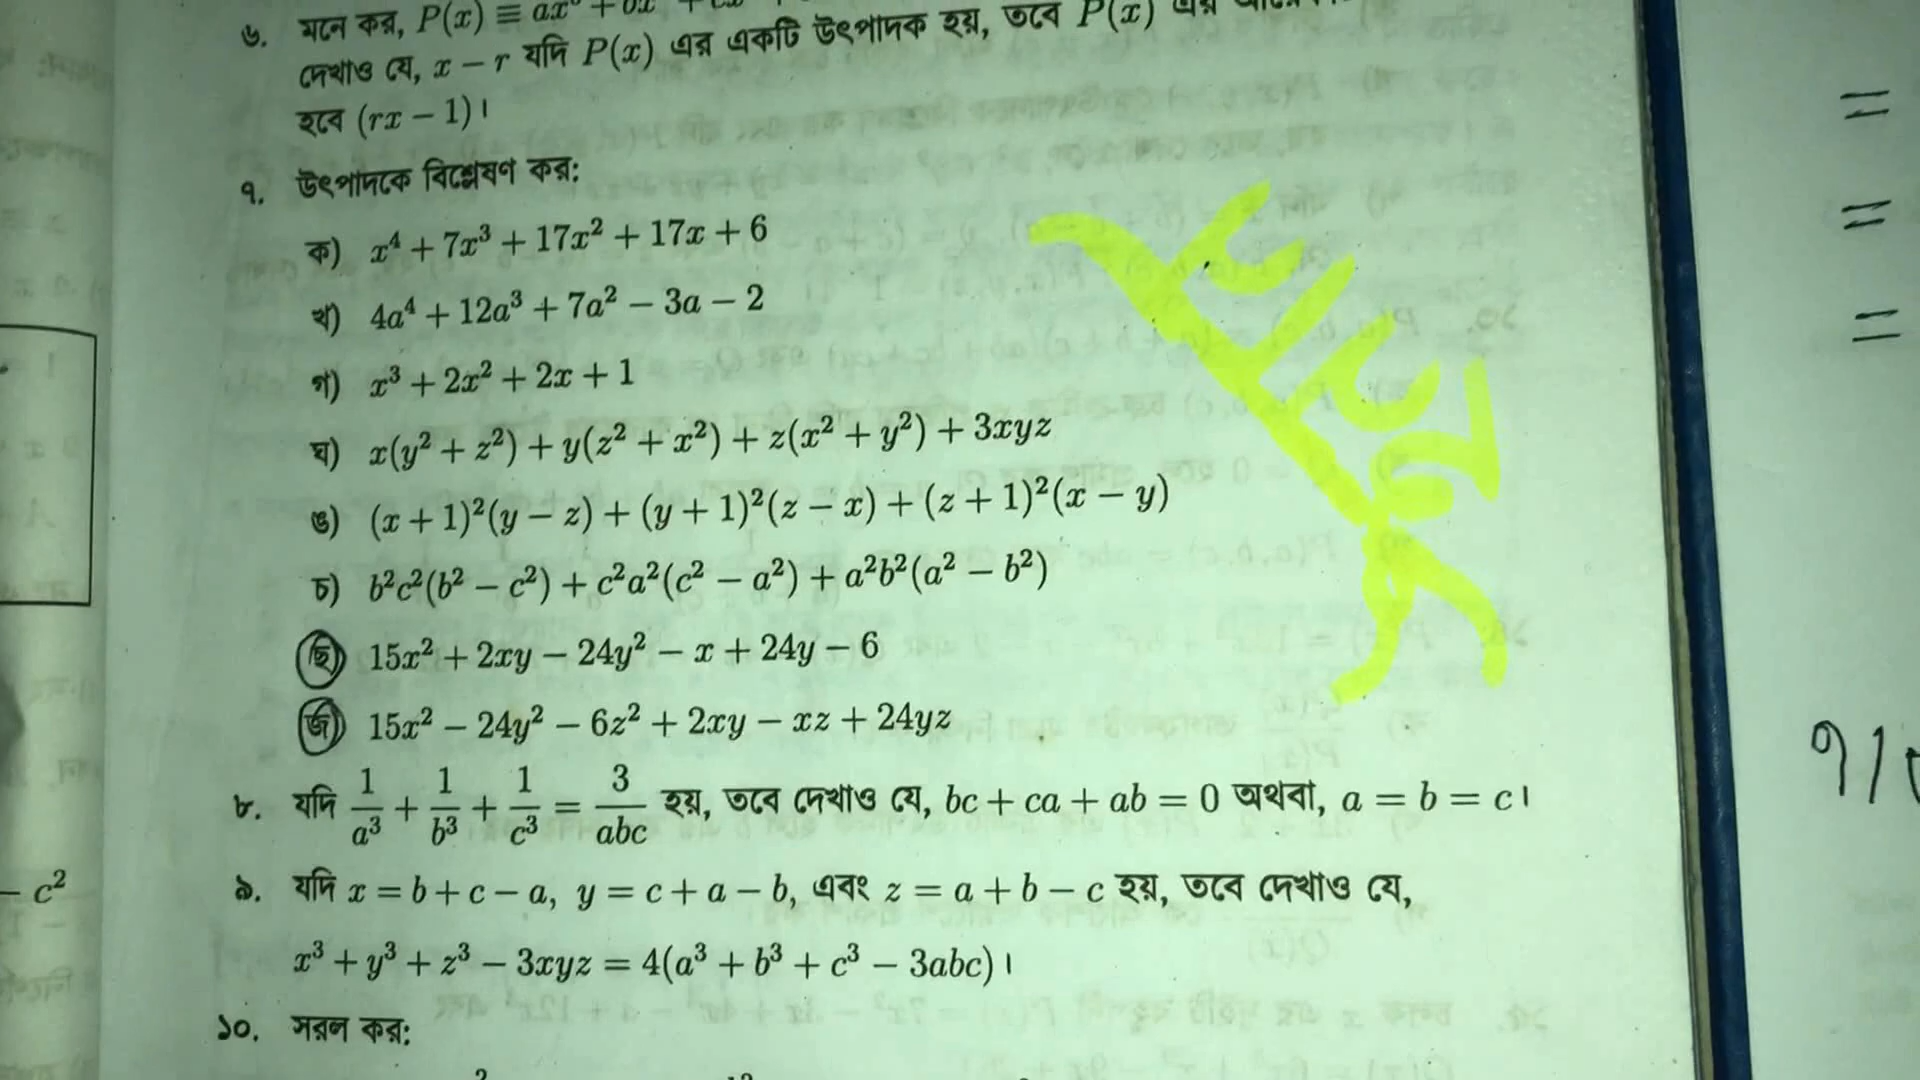 ৬. মনে কর, P(x) ≡ ax
দেখাও যে, x − r যদি P(x) এর একটি উৎপাদক হয়, তবে P(x) এর
হবে (rx − 1)।
৭. উৎপাদকে বিশ্লেষণ কর:
ক) x⁴ + 7x³ + 17x² + 17x + 6
খ) 4a⁴ + 12a³ + 7a² − 3a − 2
গ) x³ + 2x² + 2x + 1
ঘ) x(y² + z²) + y(z² + x²) + z(x² + y²) + 3xyz
ঙ) (x + 1)²(y − z) + (y + 1)²(z − x) + (z + 1)²(x − y)
চ) b²c²(b² − c²) + c²a²(c² − a²) + a²b²(a² − b²)
ছ) 15x² + 2xy − 24y² − x + 24y − 6
জ) 15x² − 24y² − 6z² + 2xy − xz + 24yz
৮. যদি 1/a³ + 1/b³ + 1/c³ = 3/abc হয়, তবে দেখাও যে, bc + ca + ab = 0 অথবা, a = b = c।
− c²
৯. যদি x = b + c − a, y = c + a − b, এবং z = a + b − c হয়, তবে দেখাও যে,
x³ + y³ + z³ − 3xyz = 4(a³ + b³ + c³ − 3abc)।
১০. সরল কর:
=
=
=